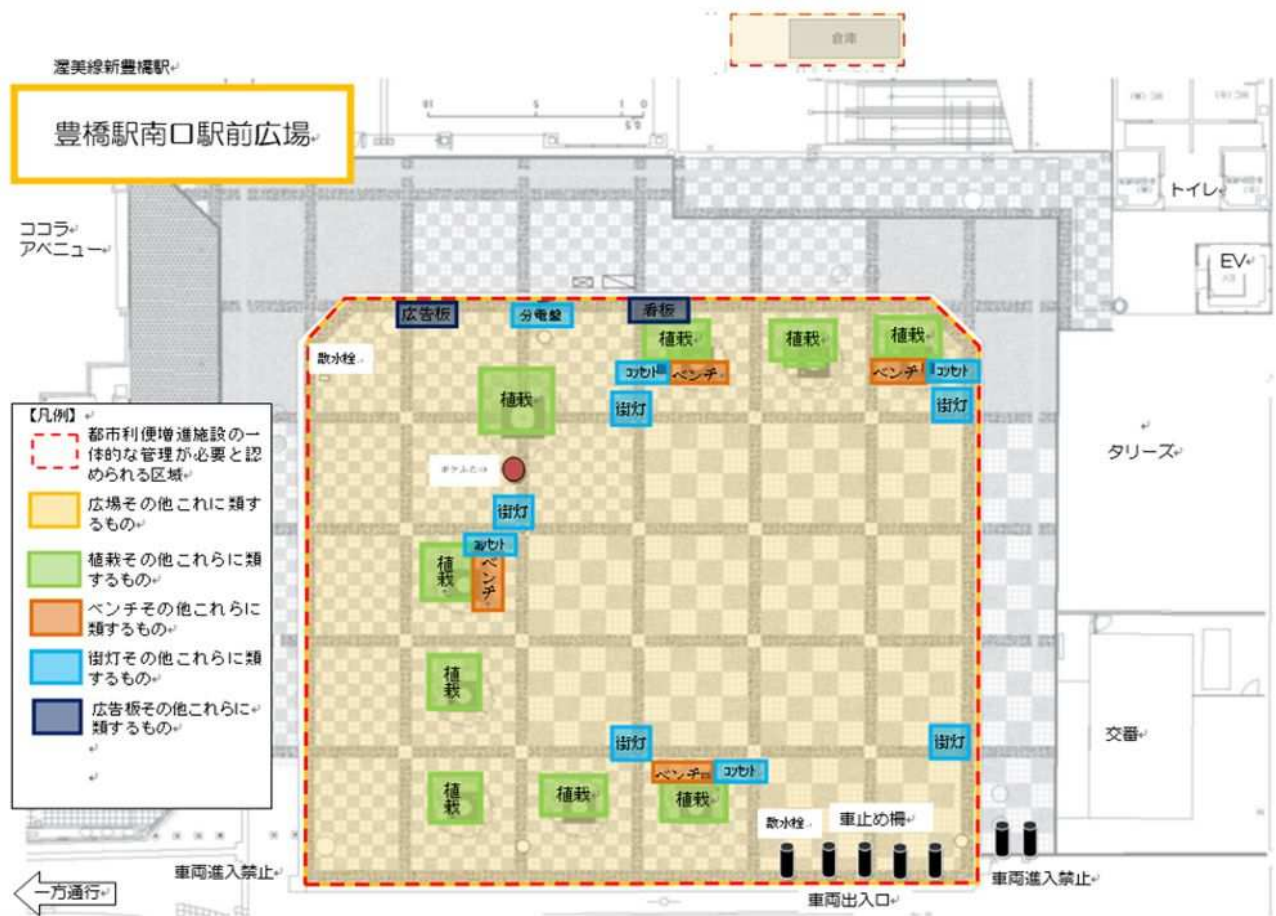 倉庫
渥美線新豊橋駅
豊橋駅南口駅前広場
10
5
1
0
0.5
トイレ
ココラ
アベニュー
EV
広告板
分電盤
看板
植栽
植栽
植栽
散水栓
コンセント
ベンチ
ベンチ
コンセント
植栽
街灯
街灯
【凡例】
都市利便増進施設の一
体的な管理が必要と認
められる区域
広場その他これに類す
るもの
植栽その他これらに類
するもの
ベンチその他これらに
類するもの
街灯その他これらに類
するもの
広告板その他これらに
類するもの
タリーズ
ポケふた
街灯
コンセント
植栽
ベンチ
植栽
街灯
街灯
交番
ベンチ
コンセント
植栽
植栽
植栽
散水栓
車止め柵
車両進入禁止
車両進入禁止
一方通行
車両出入口